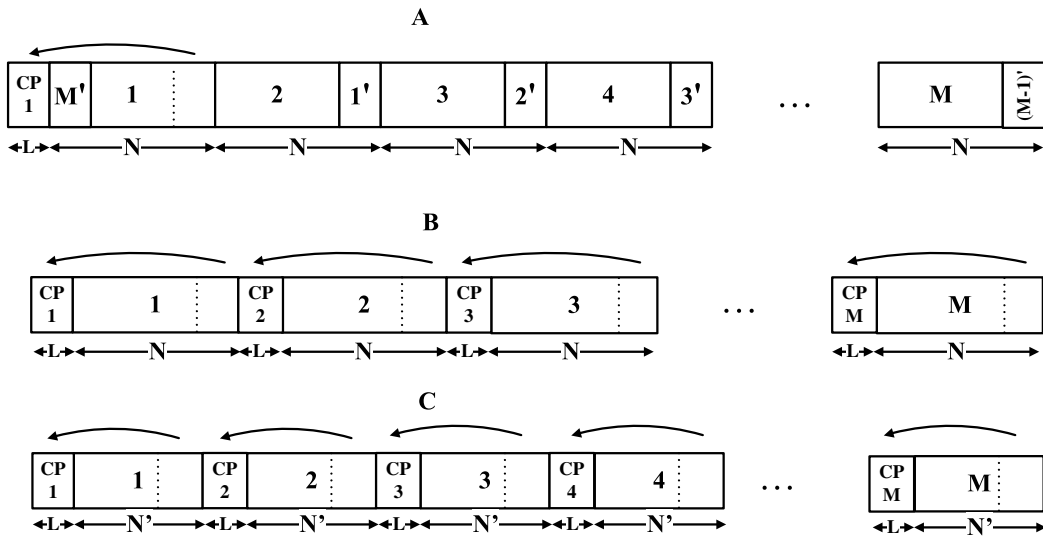 A
CP 1 M' 1 2 1' 3 2' 4 3' ... M (M-1)'
L N N N N N
B
CP 1 1 CP 2 2 CP 3 3 ... CP M M
L N L N L N L N
C
CP 1 1 CP 2 2 CP 3 3 CP 4 4 ... CP M M
L N’ L N’ L N’ L N’ L N’